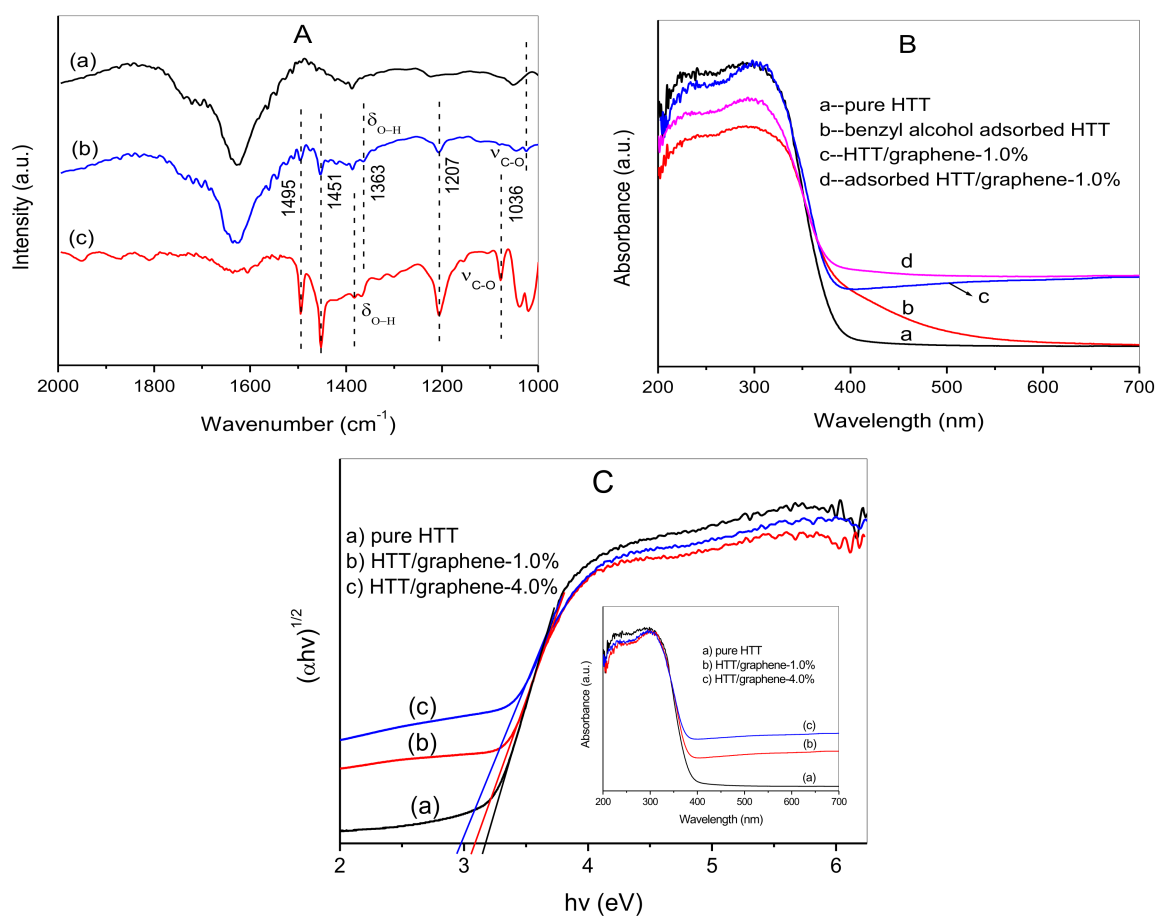 A
(a)
(b)
(c)
δO−H
νC-O
1495
1451
1363
1207
1036
νC-O
δO−H
Intensity (a.u.)
2000 1600 1400 1200 1000
Wavenumber (cm-1)
B
a--pure HTT
b--benzyl alcohol adsorbed HTT
c--HTT/graphene-1.0%
d--adsorbed HTT/graphene-1.0%
d
c
b
a
Absorbance (a.u.)
200 300 400 500 600 700
Wavelength (nm)
C
a) pure HTT
b) HTT/graphene-1.0%
c) HTT/graphene-4.0%
(c)
(b)
(a)
(αhν)1/2
2 3 4 5 6
hν (eV)
a) pure HTT
b) HTT/graphene-1.0%
c) HTT/graphene-4.0%
(c)
(b)
(a)
Absorbance (a.u.)
200 300 400 500 600 700
Wavelength (nm)